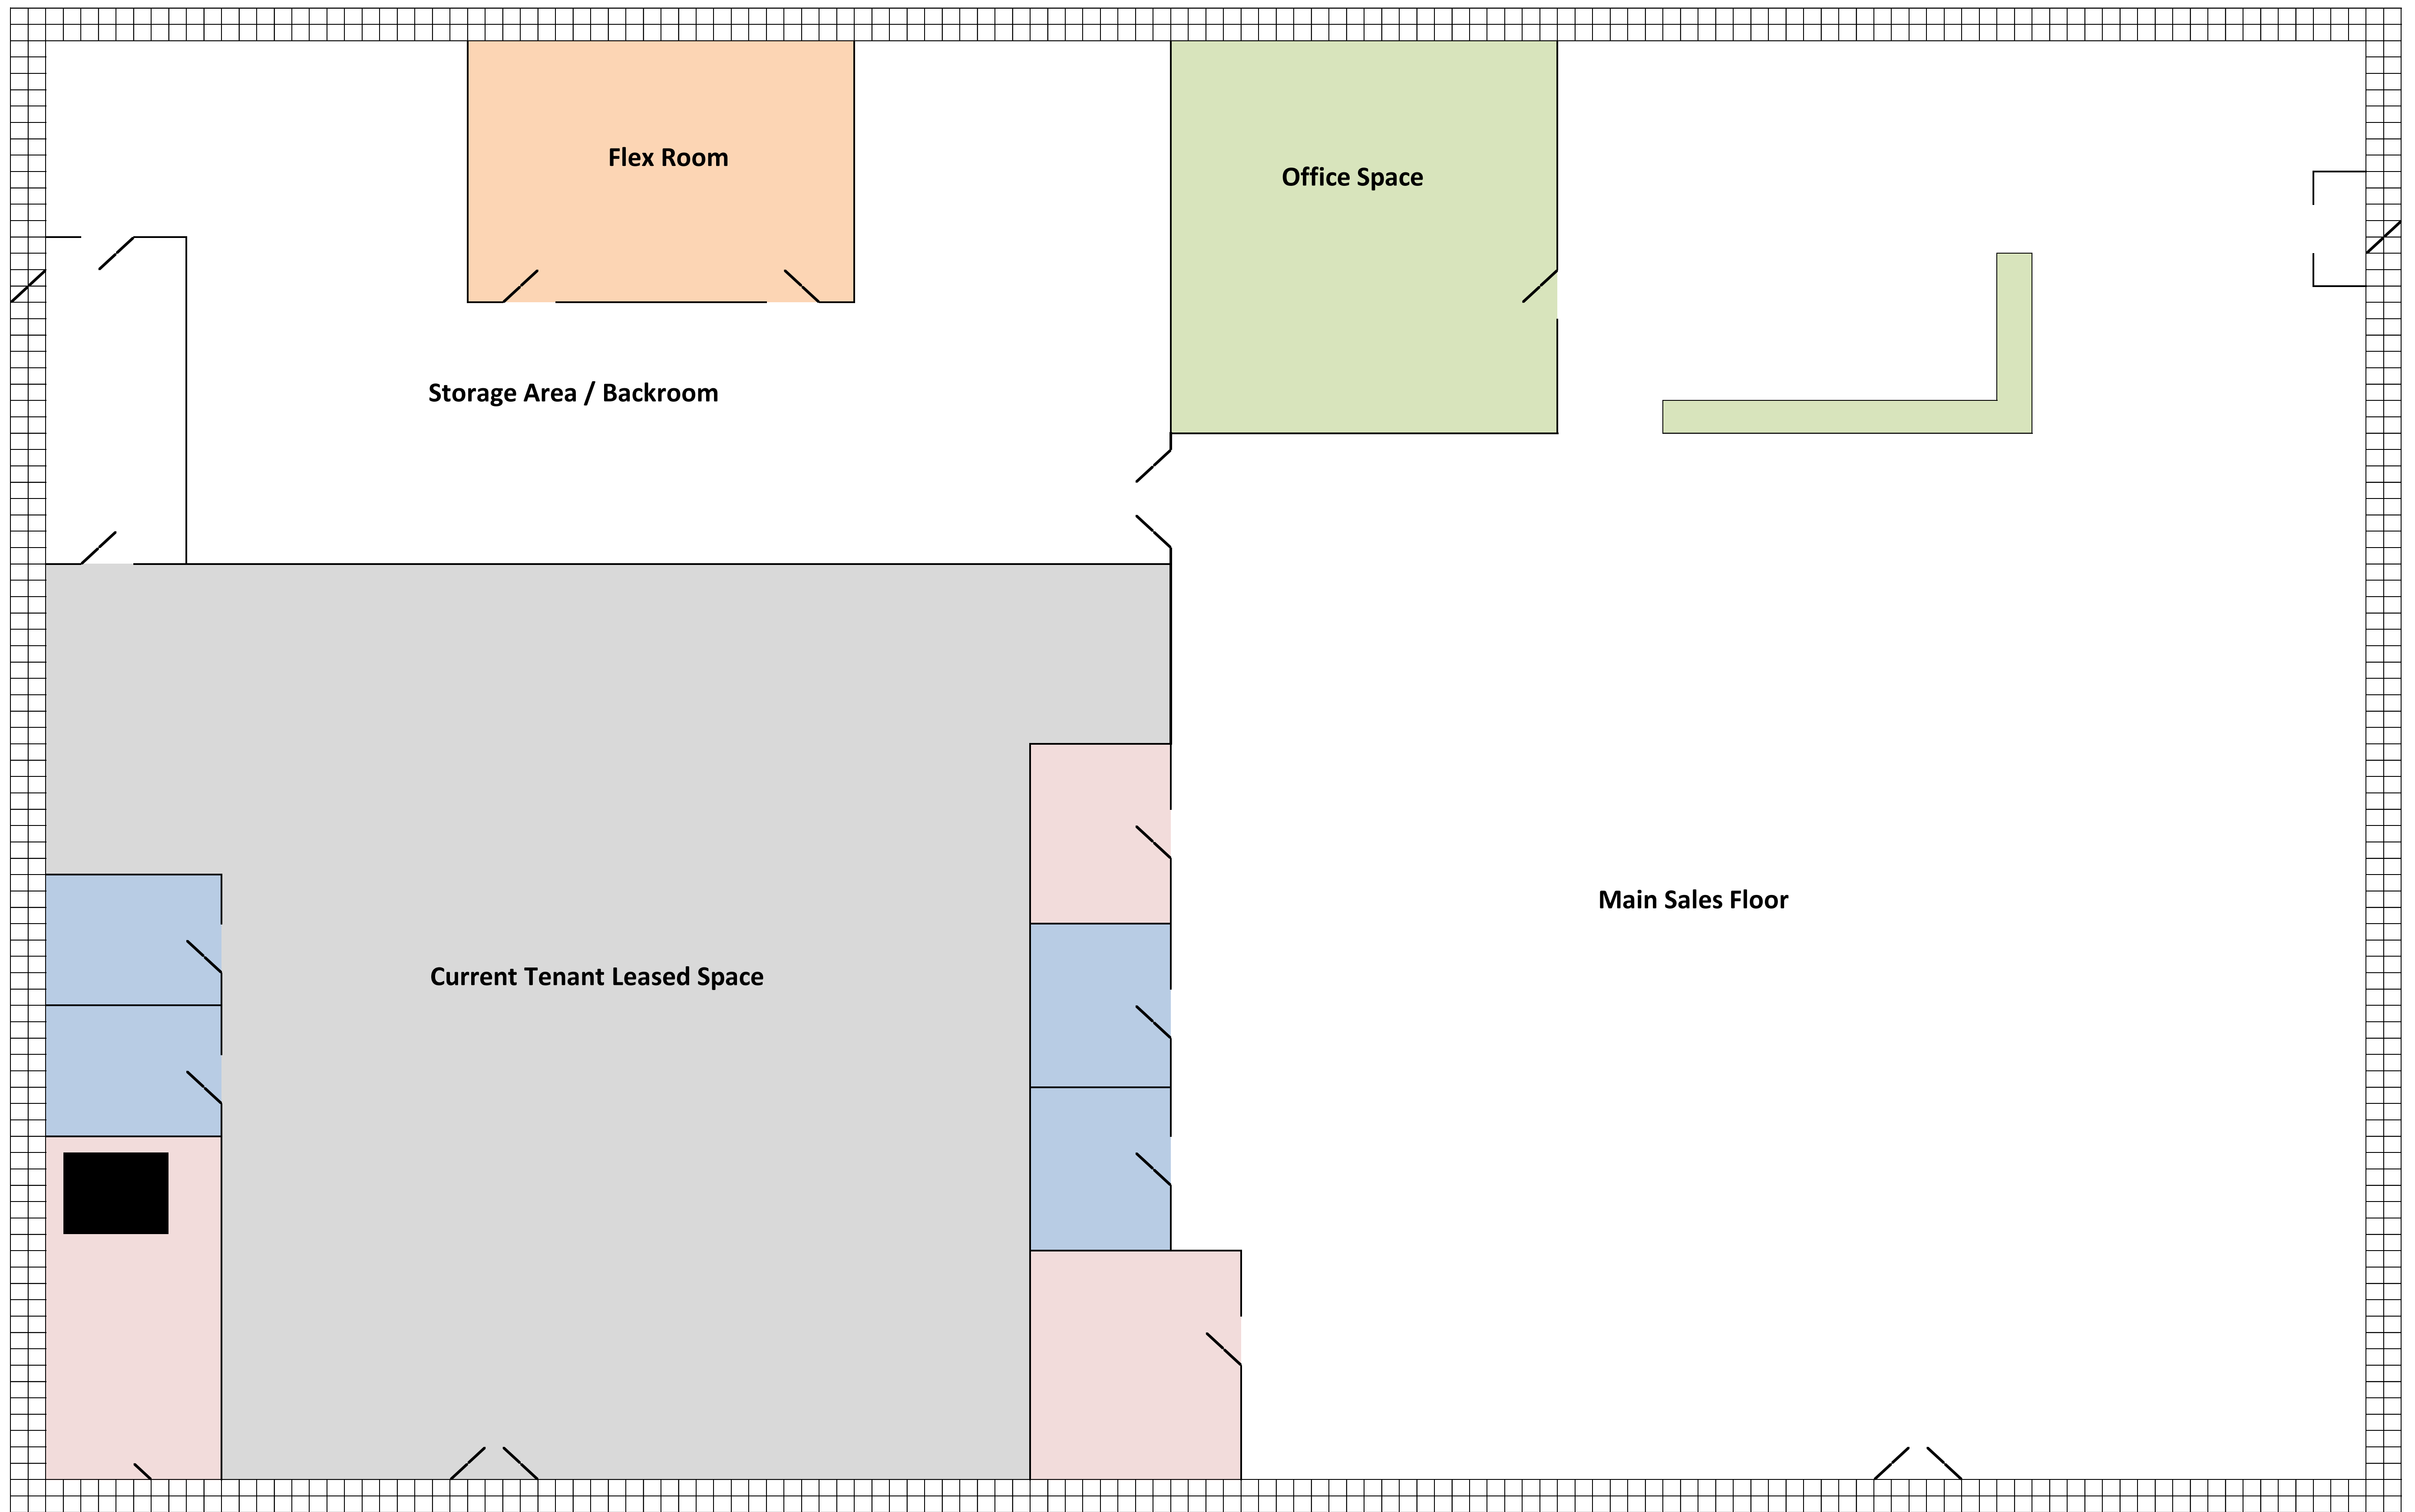 Flex Room
Office Space
Storage Area / Backroom
Main Sales Floor
Current Tenant Leased Space